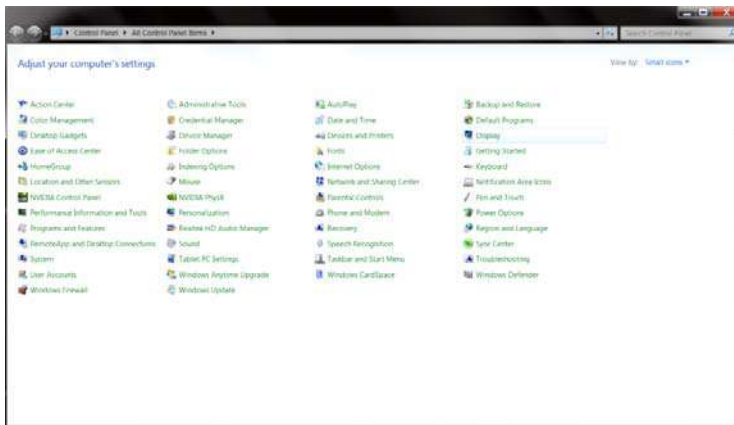 Control Panel ▸ All Control Panel Items ▸
Search Control Panel
Adjust your computer's settings
View by: Small icons
Action Center
Administrative Tools
AutoPlay
Backup and Restore
Color Management
Credential Manager
Date and Time
Default Programs
Desktop Gadgets
Device Manager
Devices and Printers
Display
Ease of Access Center
Folder Options
Fonts
Getting Started
HomeGroup
Indexing Options
Internet Options
Keyboard
Location and Other Sensors
Mouse
Network and Sharing Center
Notification Area Icons
NVIDIA Control Panel
NVIDIA PhysX
Parental Controls
Pen and Touch
Performance Information and Tools
Personalization
Phone and Modem
Power Options
Programs and Features
Realtek HD Audio Manager
Recovery
Region and Language
RemoteApp and Desktop Connections
Sound
Speech Recognition
Sync Center
System
Tablet PC Settings
Taskbar and Start Menu
Troubleshooting
User Accounts
Windows Anytime Upgrade
Windows CardSpace
Windows Defender
Windows Firewall
Windows Update